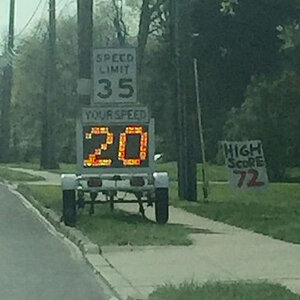 SPEED
LIMIT
35
YOUR SPEED
20
HIGH
SCORE
72